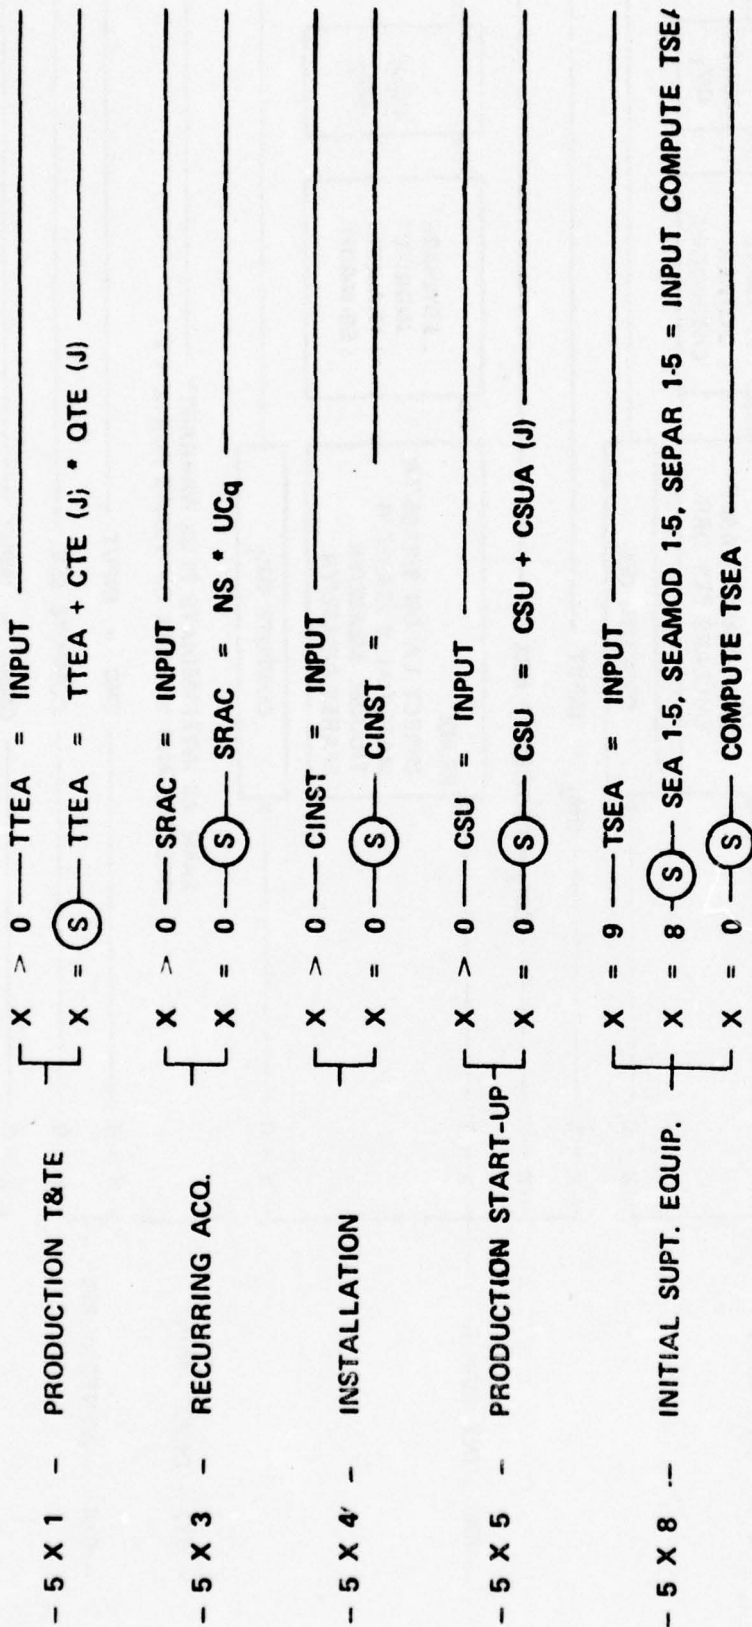 - 5 X 1 - PRODUCTION T&TE X > 0 TTEA = INPUT
X = S TTEA = TTEA + CTE (J) * QTE (J)
- 5 X 3 - RECURRING ACQ. X > 0 SRAC = INPUT
X = 0 S SRAC = NS * UCq
- 5 X 4 - INSTALLATION X > 0 CINST = INPUT
X = 0 S CINST =
- 5 X 5 - PRODUCTION START-UP X > 0 CSU = INPUT
X = 0 S CSU = CSU + CSUA (J)
- 5 X 8 - INITIAL SUPT. EQUIP. X = 9 TSEA = INPUT
X = 8 S SEA 1-5, SEAMOD 1-5, SEPAR 1-5 = INPUT COMPUTE TSEA
X = 0 S COMPUTE TSEA